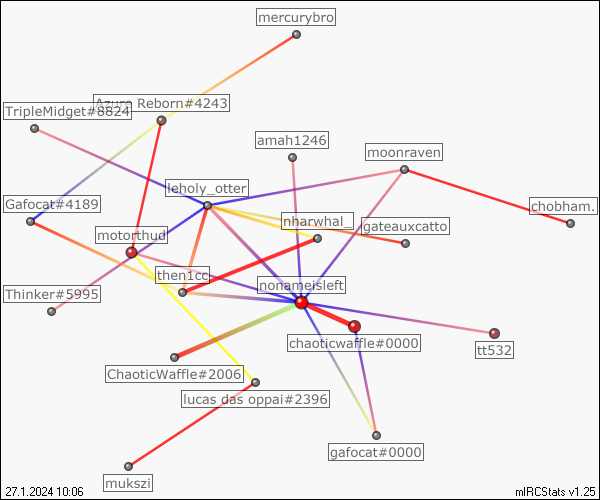 mercurybro
Azure Reborn#4243
TripleMidget#8824
amah1246
moonraven
leholy_otter
Gafocat#4189
chobham.
nharwhal_
gateauxcatto
motorthud
then1cc
Thinker#5995
nonameisleft
chaoticwaffle#0000
tt532
ChaoticWaffle#2006
lucas das oppai#2396
gafocat#0000
mukszi
27.1.2024 10:06
mIRCStats v1.25